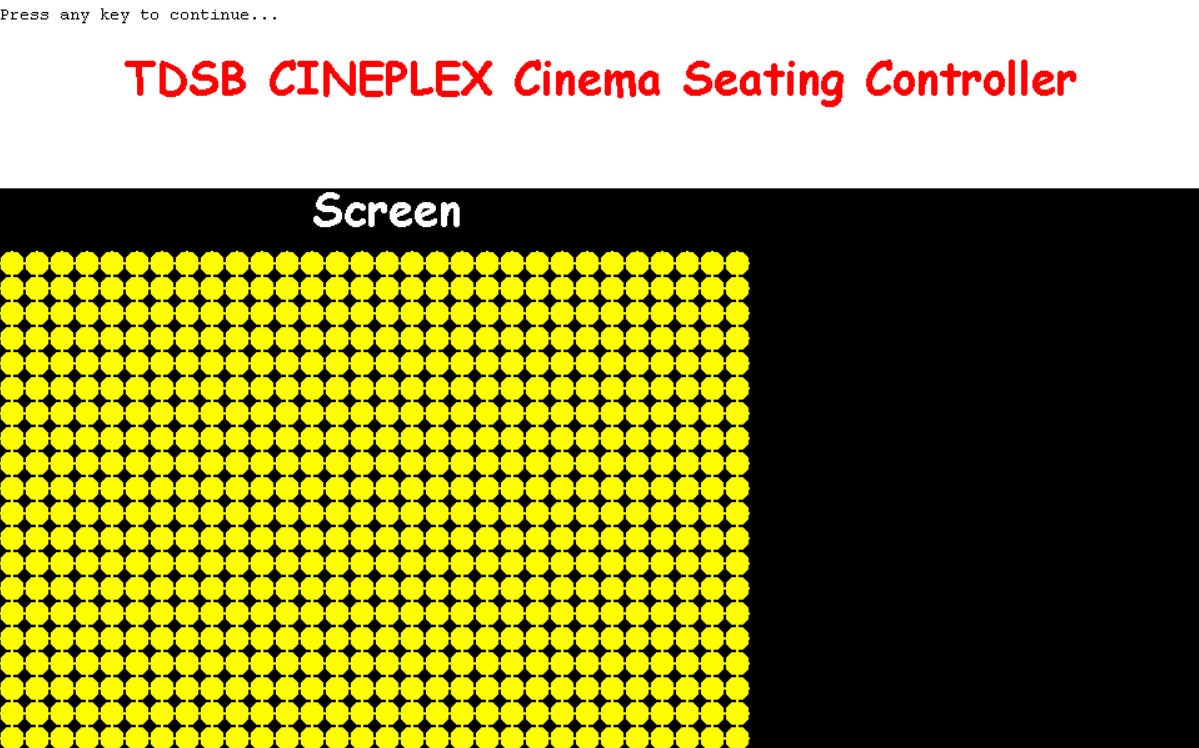 Press any key to continue...
TDSB CINEPLEX Cinema Seating Controller
Screen